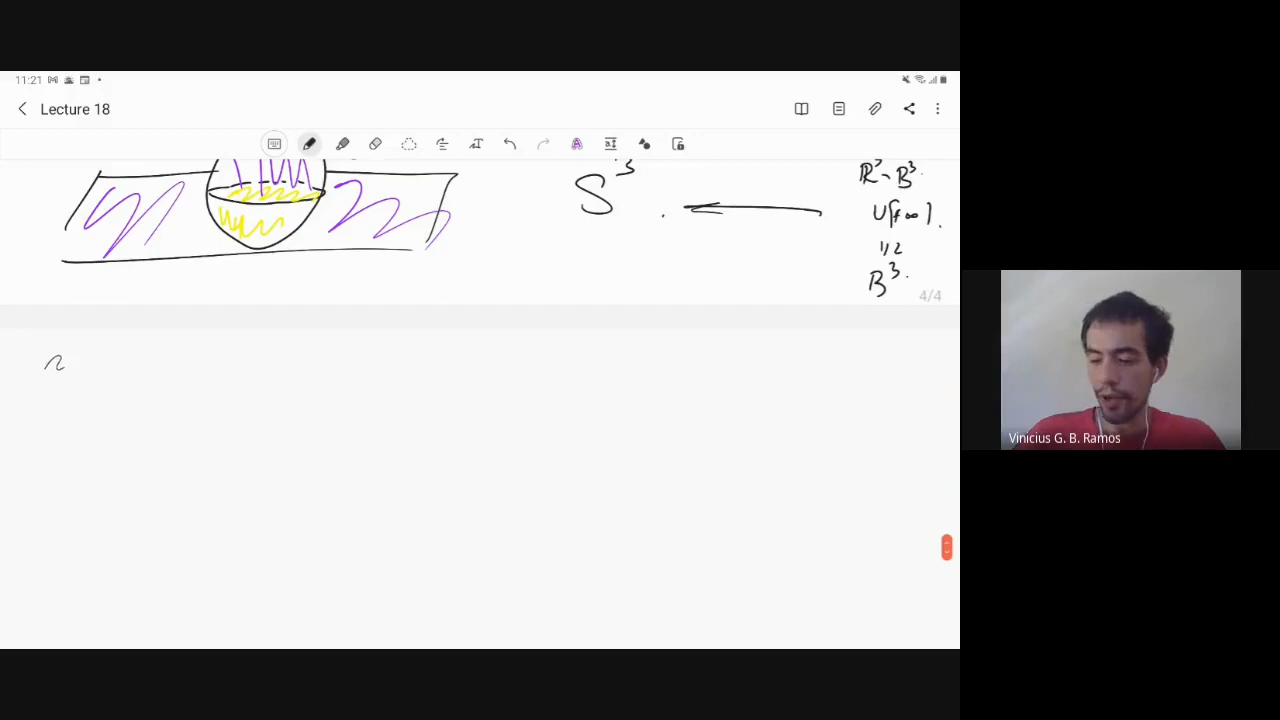 11:21
Lecture 18
S³
ℝ³ - B³.
∪{+∞}.
B³.
4/4
Vinicius G. B. Ramos